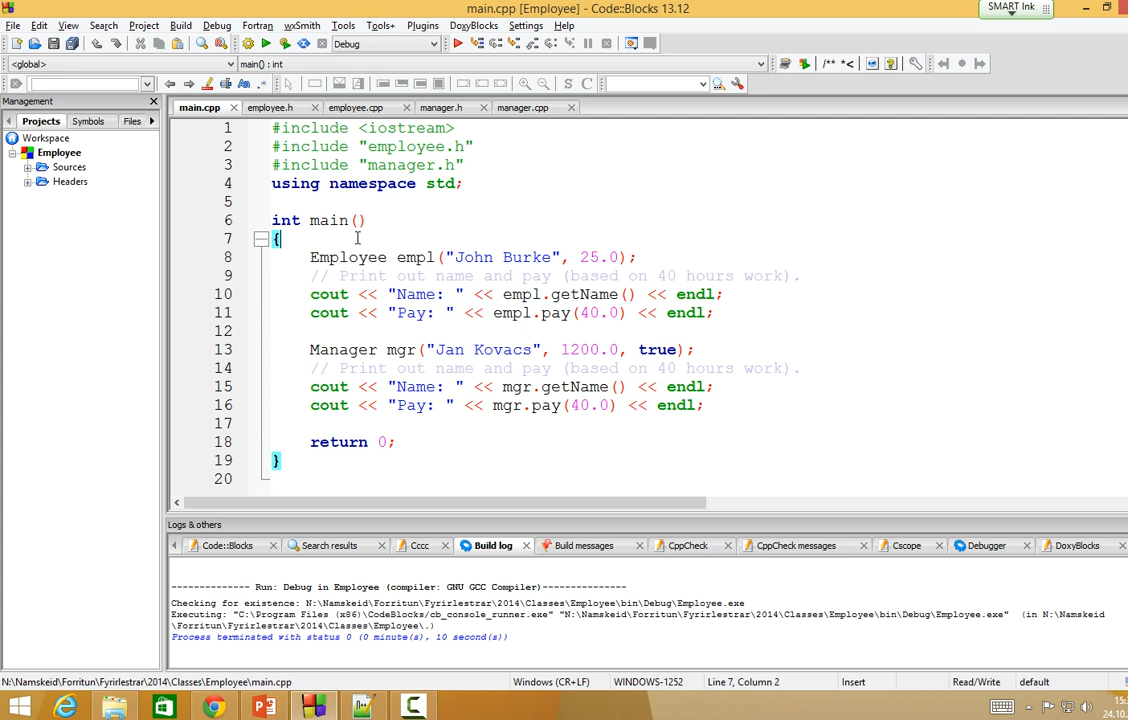 main.cpp [Employee] - Code::Blocks 13.12
SMART Ink
File Edit View Search Project Build Debug Fortran wxSmith Tools Tools+ Plugins DoxyBlocks Settings Help
Debug
<global> main() : int
/** *<
S C
Management
main.cpp employee.h employee.cpp manager.h manager.cpp
Projects Symbols Files
Workspace
Employee
Sources
Headers
1 #include <iostream>
2 #include "employee.h"
3 #include "manager.h"
4 using namespace std;
5
6 int main()
7 {
8 Employee empl("John Burke", 25.0);
9 // Print out name and pay (based on 40 hours work).
10 cout << "Name: " << empl.getName() << endl;
11 cout << "Pay: " << empl.pay(40.0) << endl;
12
13 Manager mgr("Jan Kovacs", 1200.0, true);
14 // Print out name and pay (based on 40 hours work).
15 cout << "Name: " << mgr.getName() << endl;
16 cout << "Pay: " << mgr.pay(40.0) << endl;
17
18 return 0;
19 }
20
Logs & others
Code::Blocks Search results Cccc Build log Build messages CppCheck CppCheck messages Cscope Debugger DoxyBlocks
-------------- Run: Debug in Employee (compiler: GNU GCC Compiler)---------------
Checking for existence: N:\Namskeid\Forritun\Fyrirlestrar\2014\Classes\Employee\bin\Debug\Employee.exe
Executing: "C:\Program Files (x86)\CodeBlocks/cb_console_runner.exe" "N:\Namskeid\Forritun\Fyrirlestrar\2014\Classes\Employee\bin\Debug\Employee.exe" (in N:\Namskeid
\Forritun\Fyrirlestrar\2014\Classes\Employee\.)
Process terminated with status 0 (0 minute(s), 10 second(s))
N:\Namskeid\Forritun\Fyrirlestrar\2014\Classes\Employee\main.cpp Windows (CR+LF) WINDOWS-1252 Line 7, Column 2 Insert Read/Write default
24.10